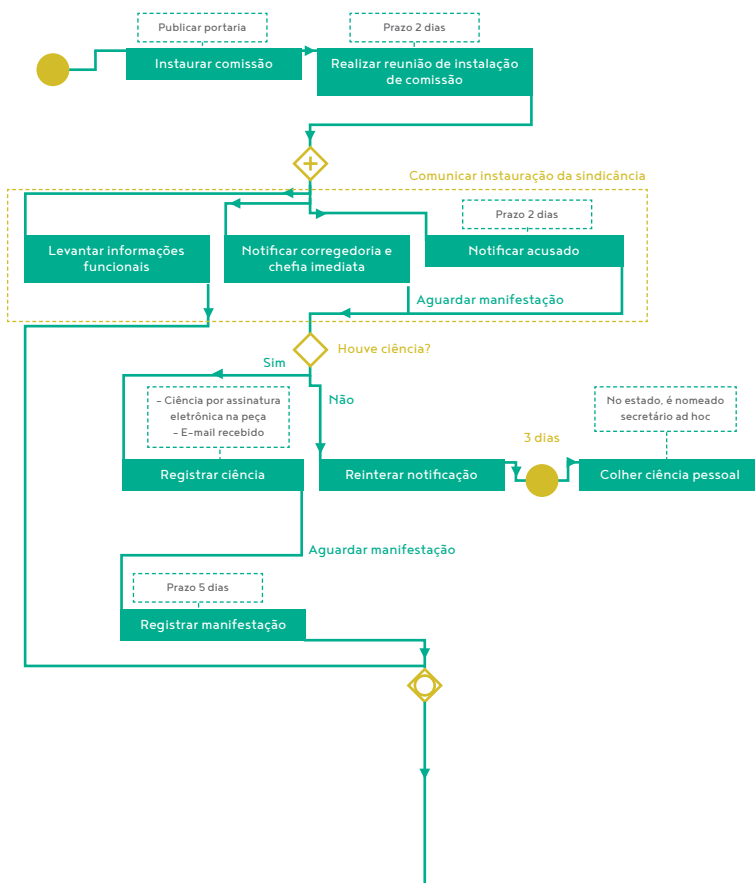 Publicar portaria
Prazo 2 dias
Instaurar comissão
Realizar reunião de instalação
de comissão
Comunicar instauração da sindicância
Prazo 2 dias
Levantar informações
funcionais
Notificar corregedoria e
chefia imediata
Notificar acusado
Aguardar manifestação
Houve ciência?
Sim
Não
- Ciência por assinatura
eletrônica na peça
- E-mail recebido
No estado, é nomeado
secretário ad hoc
3 dias
Registrar ciência
Reinterar notificação
Colher ciência pessoal
Aguardar manifestação
Prazo 5 dias
Registrar manifestação